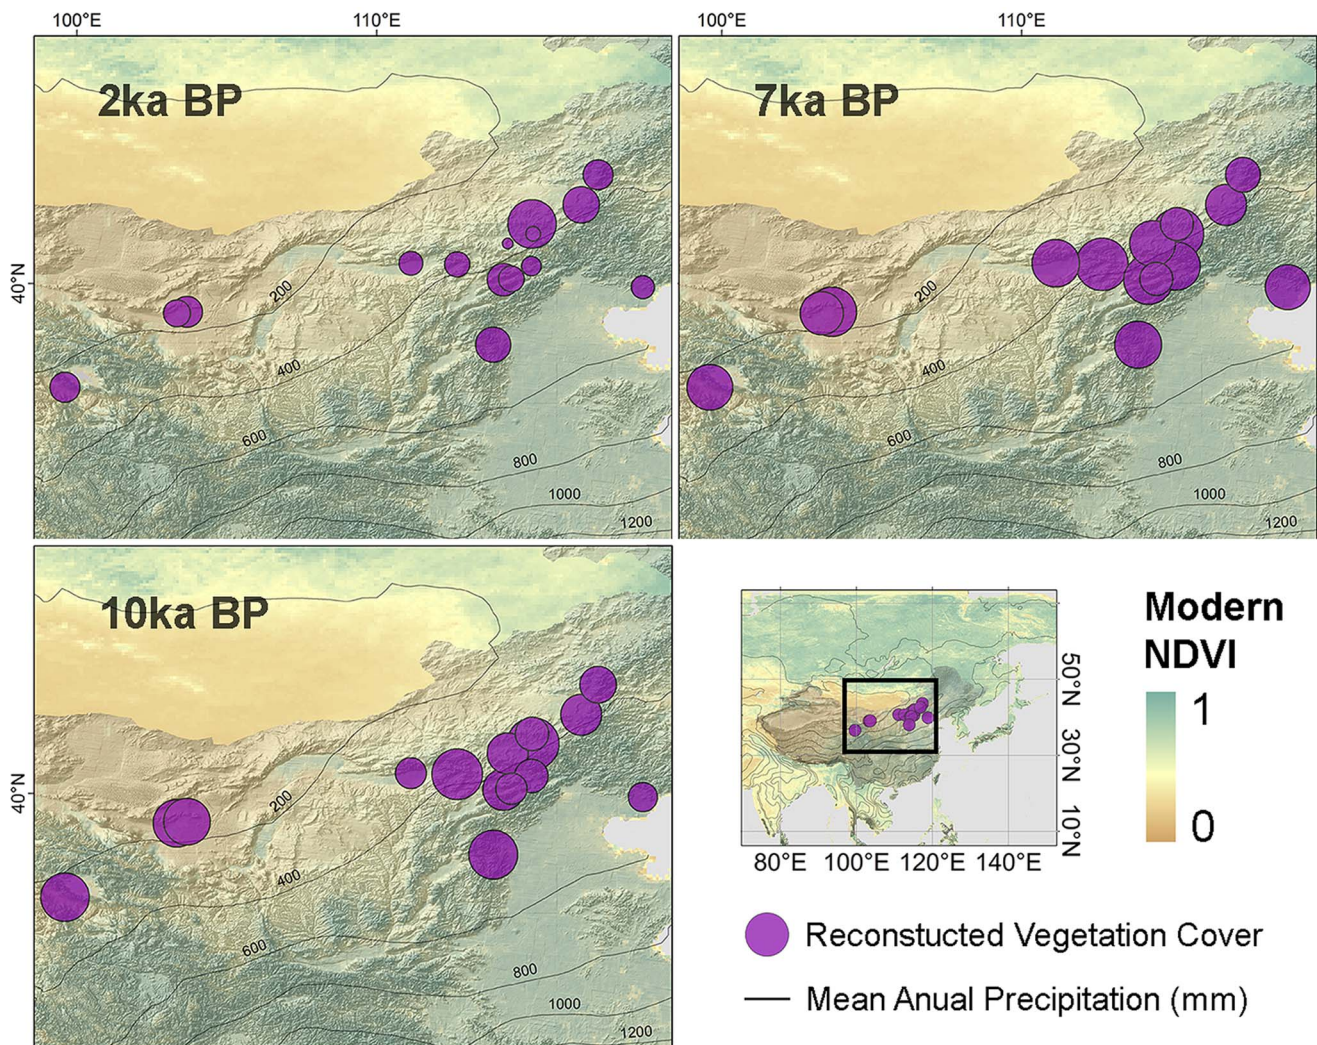 100°E
110°E
100°E
110°E
2ka BP
7ka BP
40°N
200
400
600
800
1000
1200
200
400
600
800
1000
1200
10ka BP
40°N
200
400
600
800
1000
1200
50°N
30°N
10°N
80°E
100°E
120°E
140°E
Modern
NDVI
1
0
Reconstucted Vegetation Cover
Mean Anual Precipitation (mm)